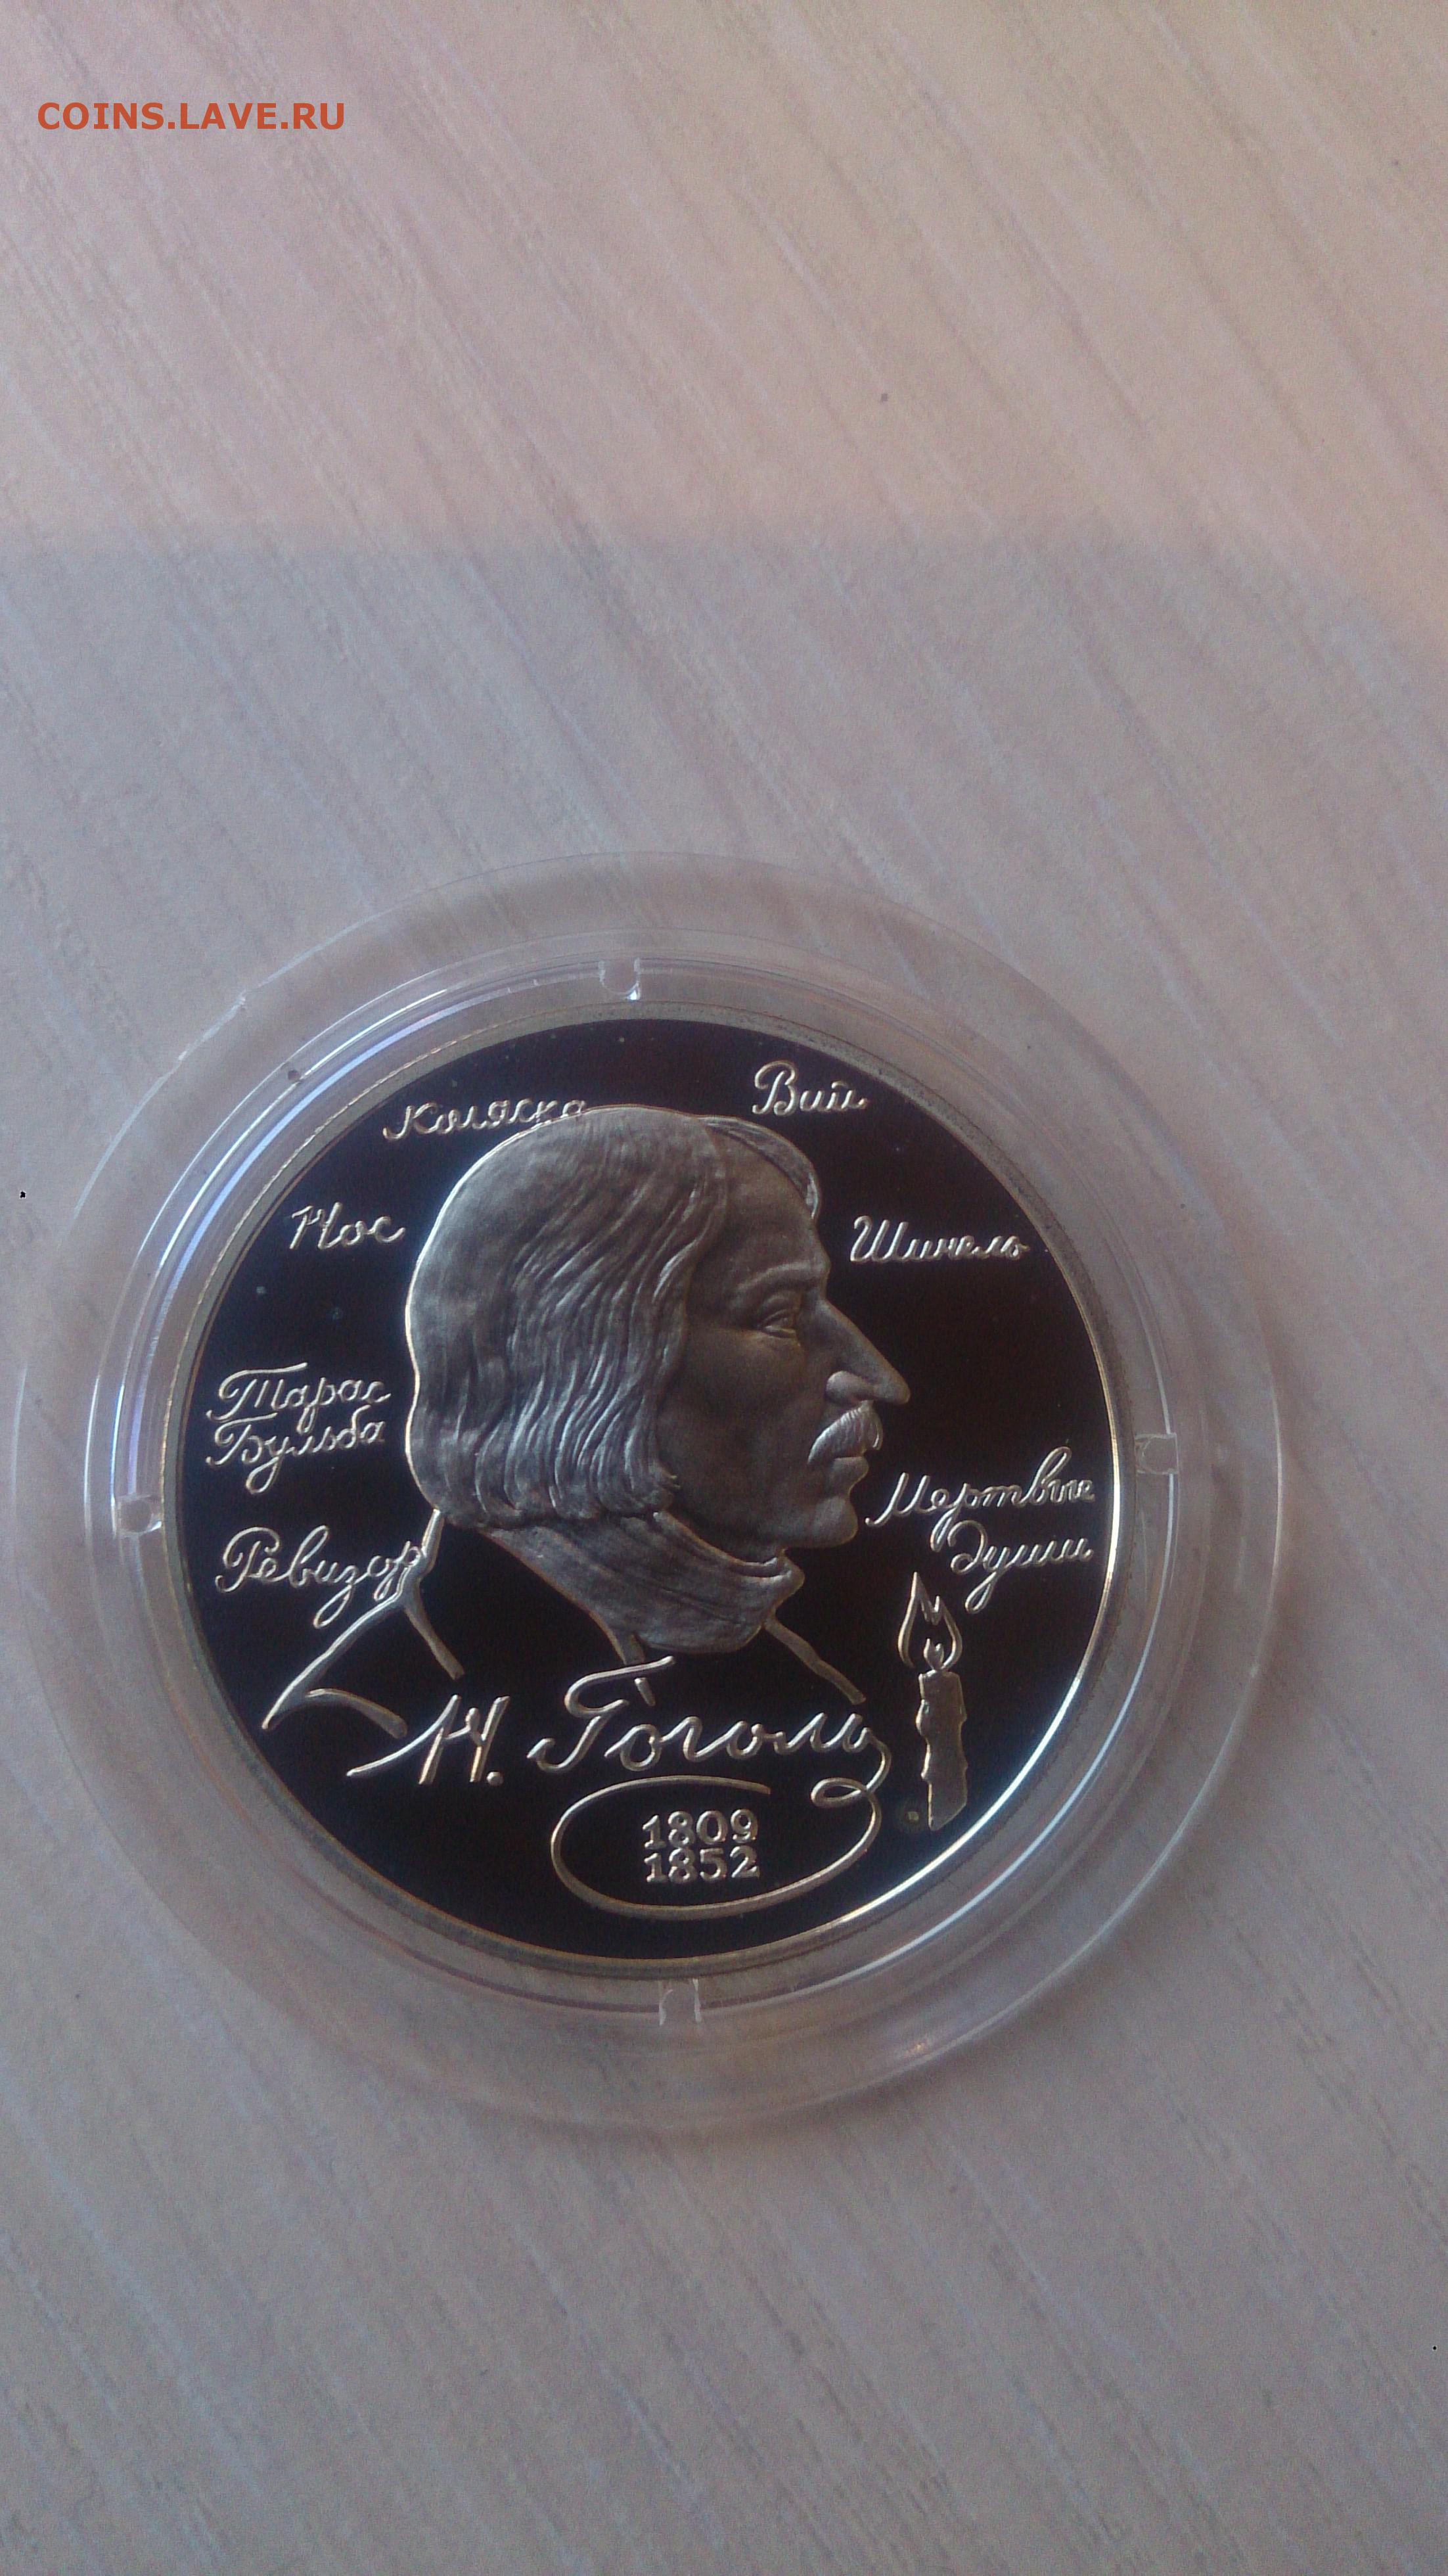 COINS.LAVE.RU
Коляска
Вий
Нос
Шинель
Тарас
Бульба
Мертвые
души
Ревизор
Н. Гоголь
1809
1852